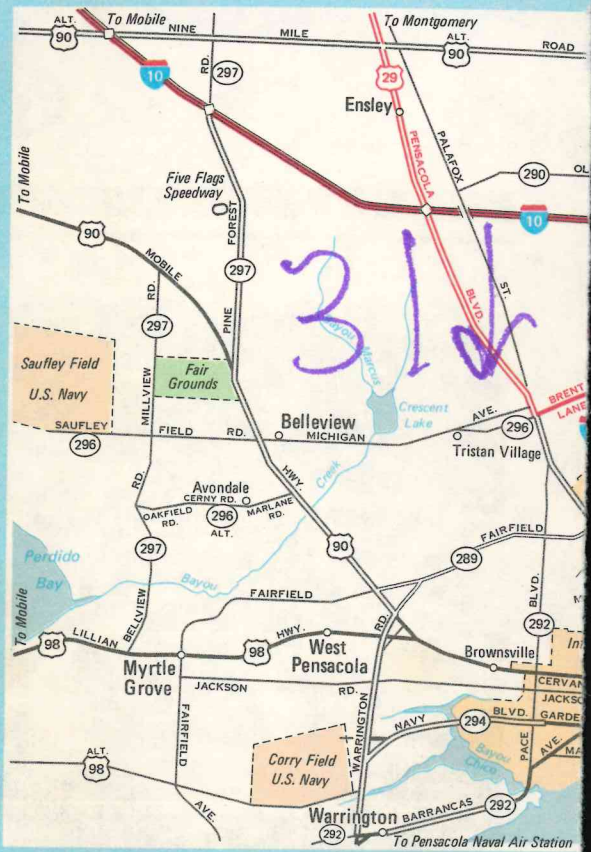 ALT.
90
To Mobile
NINE
MILE
To Montgomery
ALT.
90
ROAD
10
RD.
297
29
Ensley
PENSACOLA
PALAFOX
290
OL
To Mobile
Five Flags
Speedway
FOREST
90
10
MOBILE
297
31↓
BLVD.
ST.
RD.
297
PINE
Bayou
Marcus
Saufley Field
U.S. Navy
Fair
Grounds
MILLVIEW
Crescent
Lake
BRENT
LANE
SAUFLEY
296
FIELD
RD.
Belleview
MICHIGAN
AVE.
296
Tristan Village
RD.
Avondale
CERNY RD.
OAKFIELD
RD.
296
ALT.
MARLANE
RD.
HWY.
Creek
90
FAIRFIELD
289
297
Perdido
Bay
Bayou
FAIRFIELD
BLVD.
292
To Mobile
98
LILLIAN
BELLVIEW
98
HWY.
RD.
West
Pensacola
Brownsville
Myrtle
Grove
JACKSON
RD.
CERVAN
JACKSO
FAIRFIELD
WARRINGTON
NAVY
294
BLVD.
GARDE
ALT.
98
Corry Field
U.S. Navy
Bayou
Chico
PACE
AVE.
MA
AVE.
Warrington
292
BARRANCAS
292
To Pensacola Naval Air Station